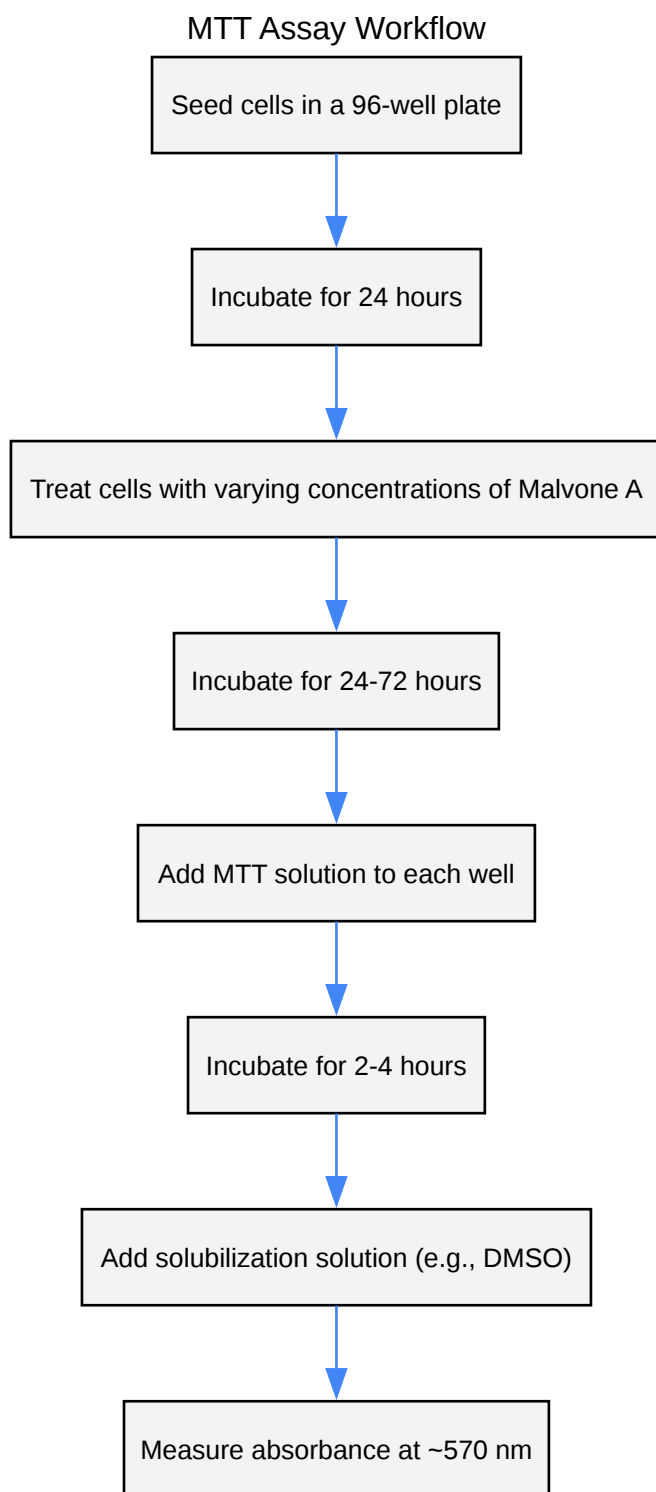 MTT Assay Workflow
Seed cells in a 96-well plate
Incubate for 24 hours
Treat cells with varying concentrations of Malvone A
Incubate for 24-72 hours
Add MTT solution to each well
Incubate for 2-4 hours
Add solubilization solution (e.g., DMSO)
Measure absorbance at ~570 nm